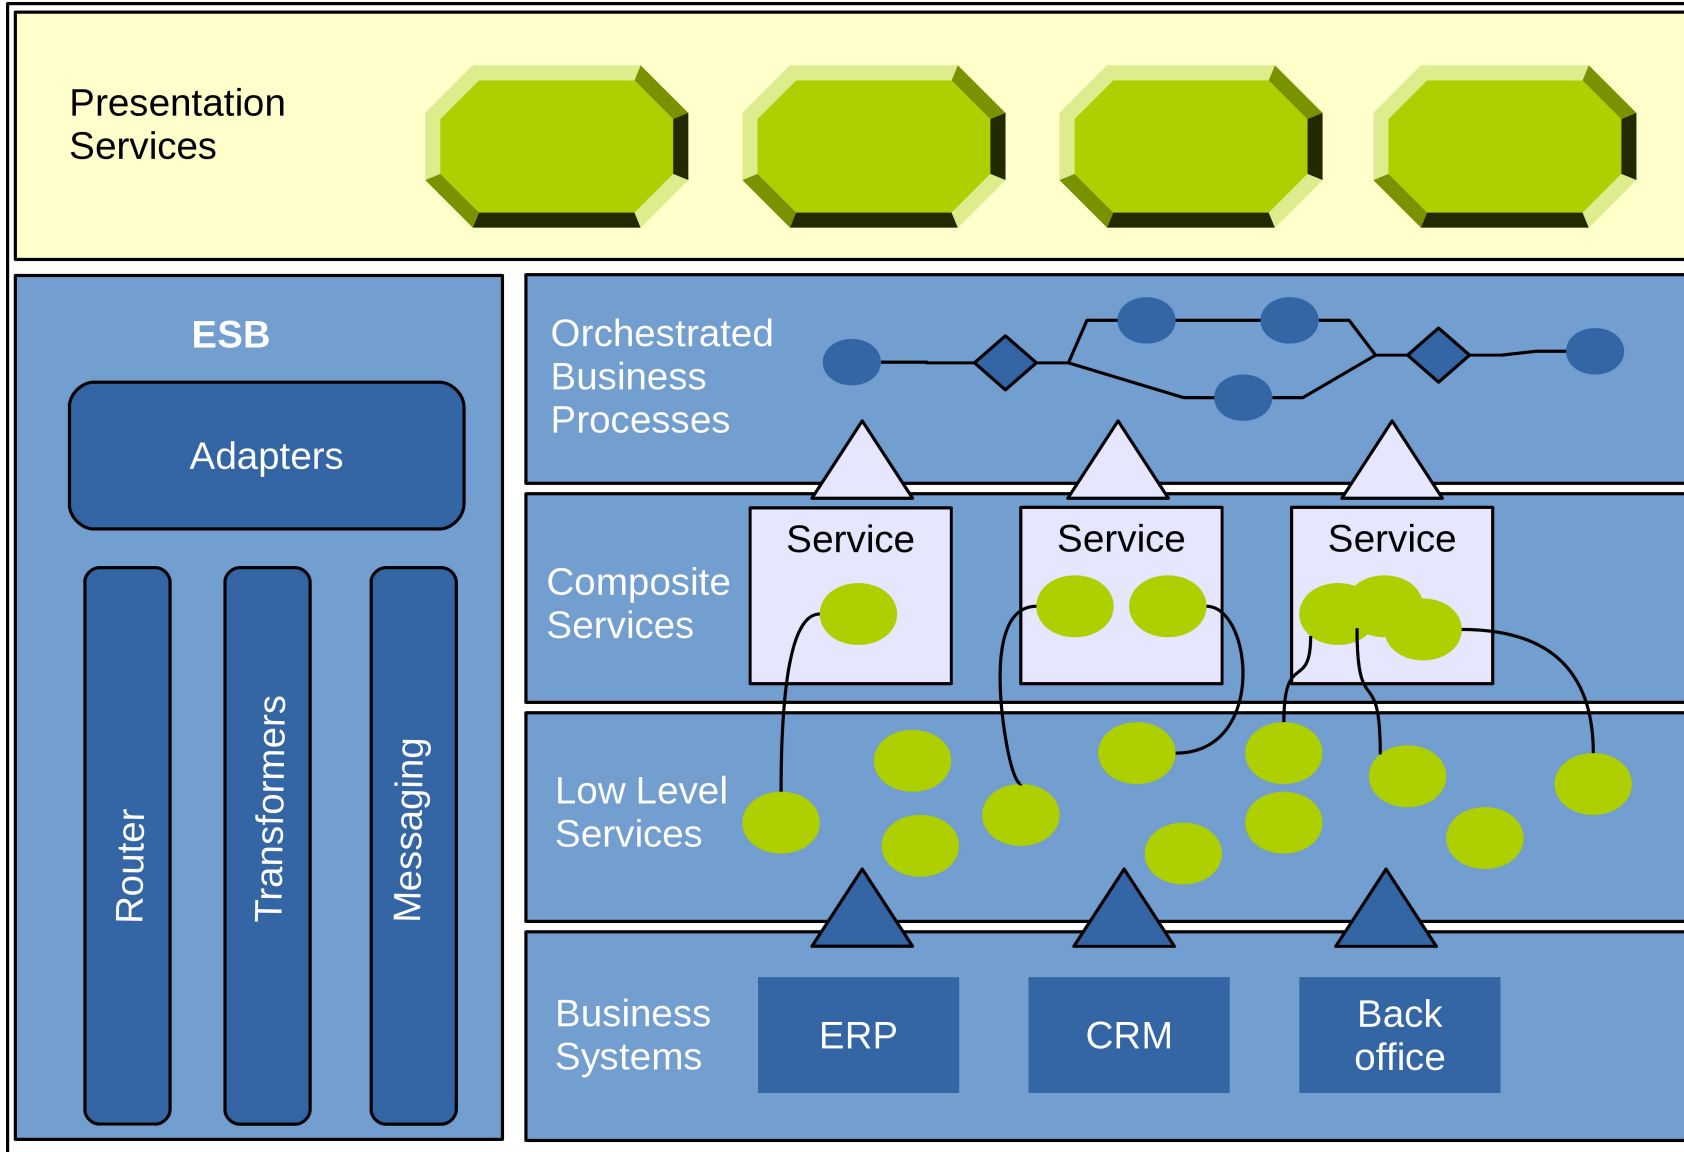 Presentation
Services
ESB
Adapters
Router
Transformers
Messaging
Orchestrated
Business
Processes
Composite
Services
Service
Service
Service
Low Level
Services
Business
Systems
ERP
CRM
Back
office